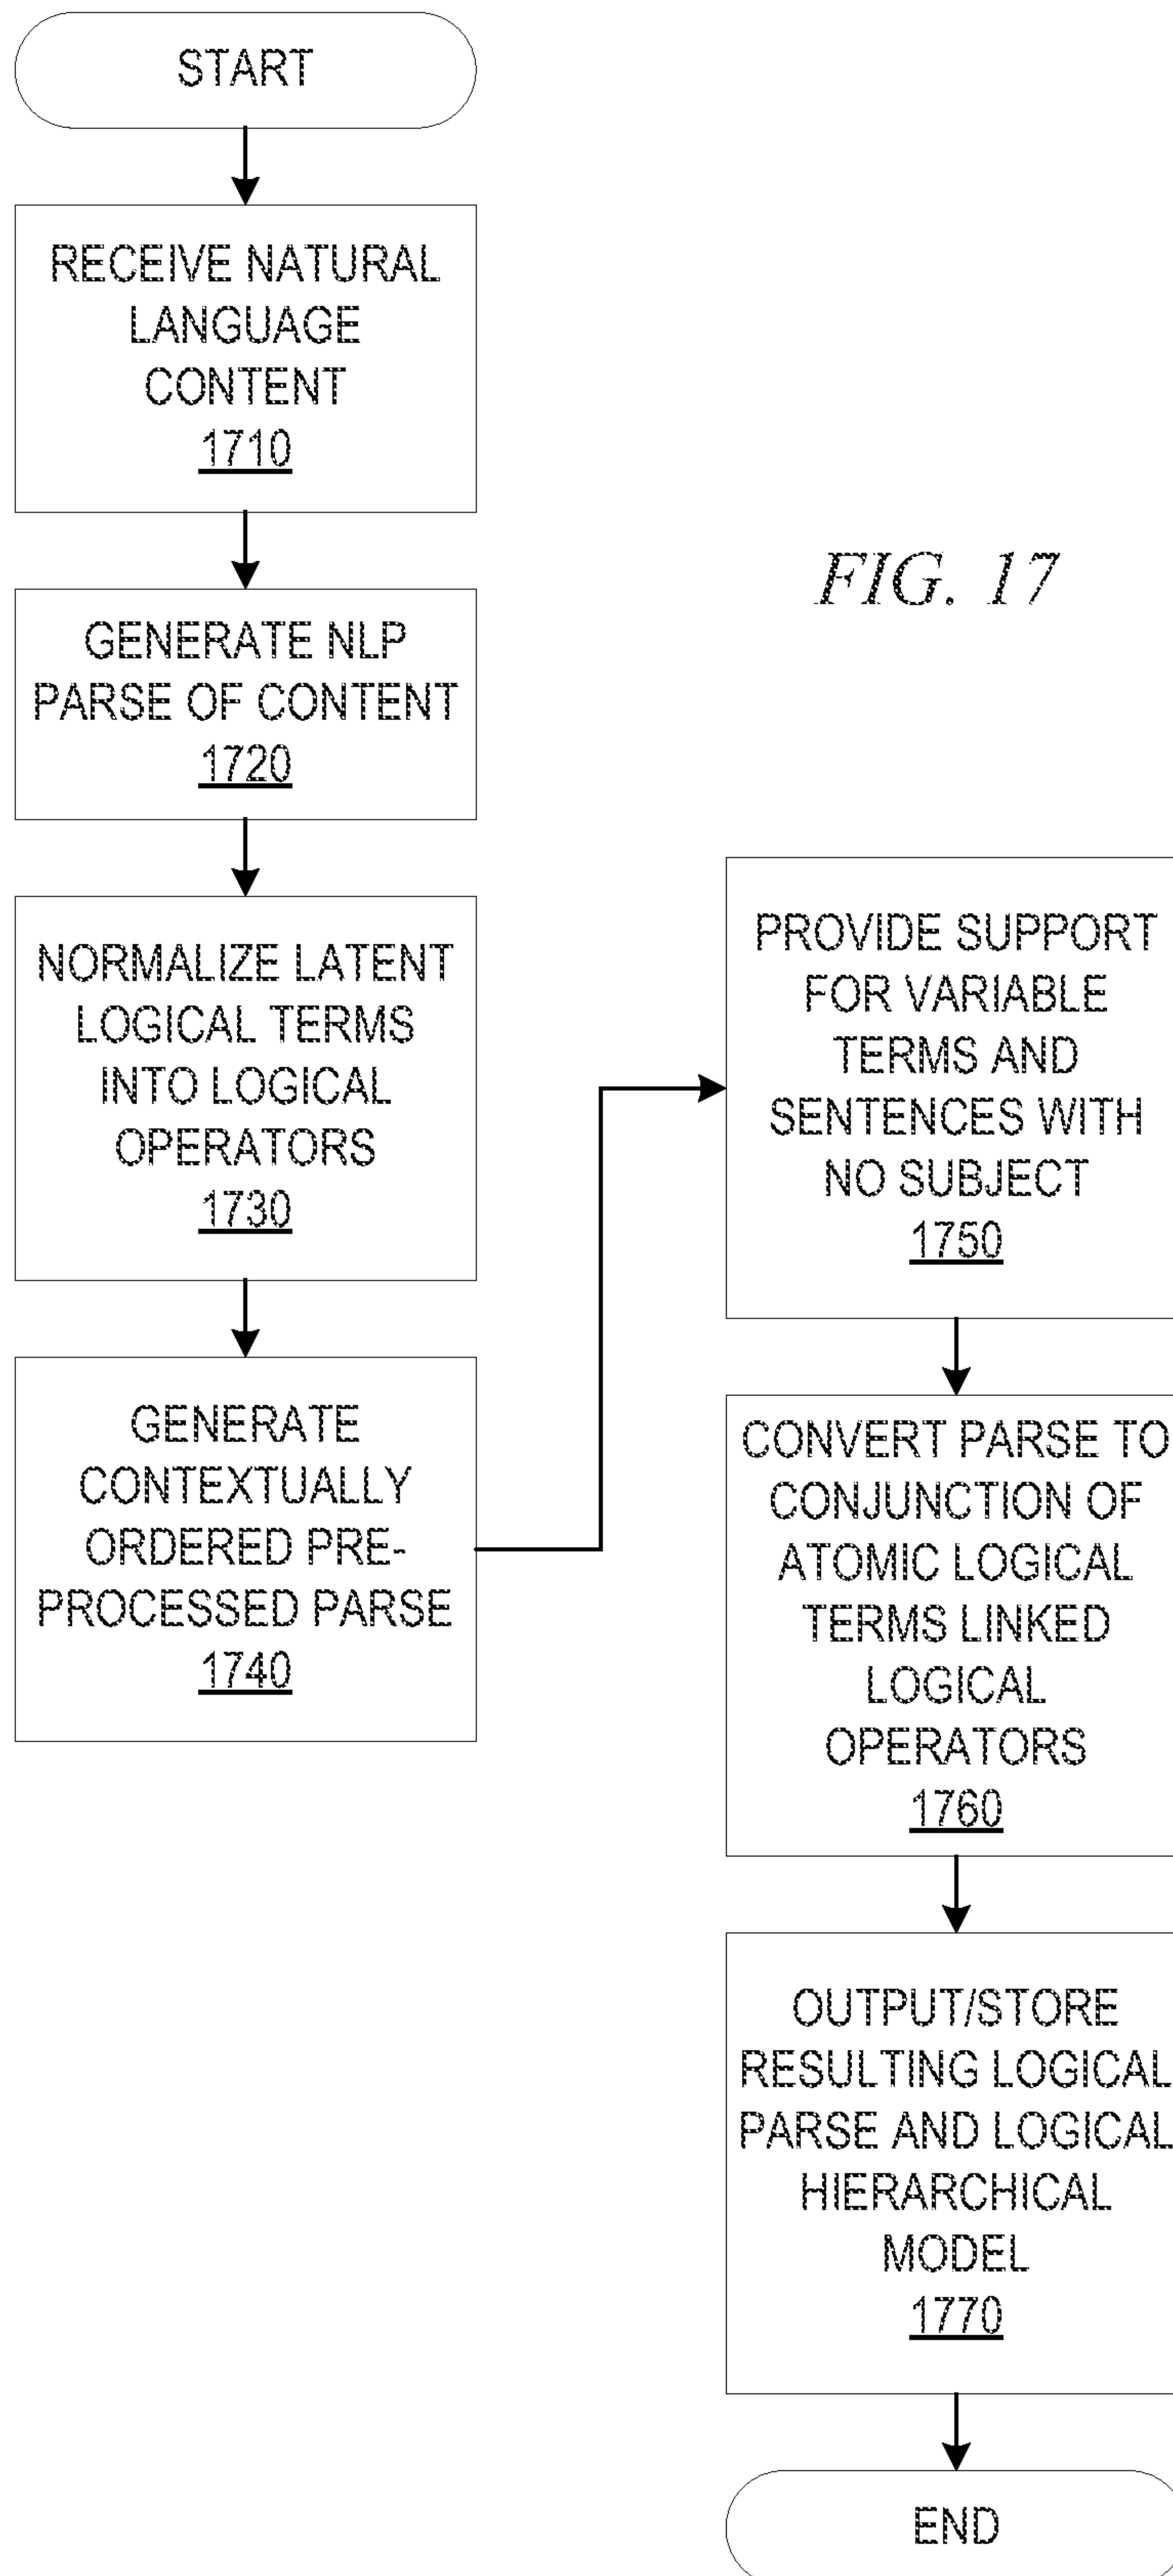 START
RECEIVE NATURAL
LANGUAGE
CONTENT
1710
GENERATE NLP
PARSE OF CONTENT
1720
NORMALIZE LATENT
LOGICAL TERMS
INTO LOGICAL
OPERATORS
1730
GENERATE
CONTEXTUALLY
ORDERED PRE-
PROCESSED PARSE
1740
FIG. 17
PROVIDE SUPPORT
FOR VARIABLE
TERMS AND
SENTENCES WITH
NO SUBJECT
1750
CONVERT PARSE TO
CONJUNCTION OF
ATOMIC LOGICAL
TERMS LINKED
LOGICAL
OPERATORS
1760
OUTPUT/STORE
RESULTING LOGICAL
PARSE AND LOGICAL
HIERARCHICAL
MODEL
1770
END